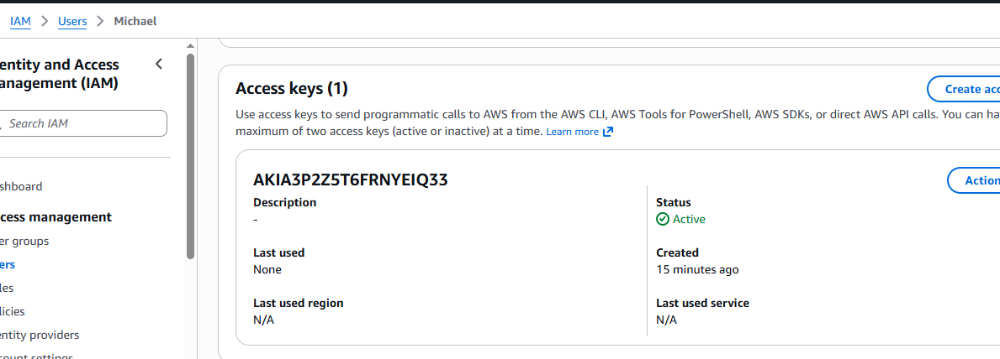 IAM > Users > Michael
entity and Access
anagement (IAM)
Search IAM
shboard
cess management
er groups
ers
les
licies
entity providers
count settings
Access keys (1)
Create acc
Use access keys to send programmatic calls to AWS from the AWS CLI, AWS Tools for PowerShell, AWS SDKs, or direct AWS API calls. You can ha
maximum of two access keys (active or inactive) at a time. Learn more
AKIA3P2Z5T6FRNYEIQ33
Action
Description
-
Status
Active
Last used
None
Created
15 minutes ago
Last used region
N/A
Last used service
N/A